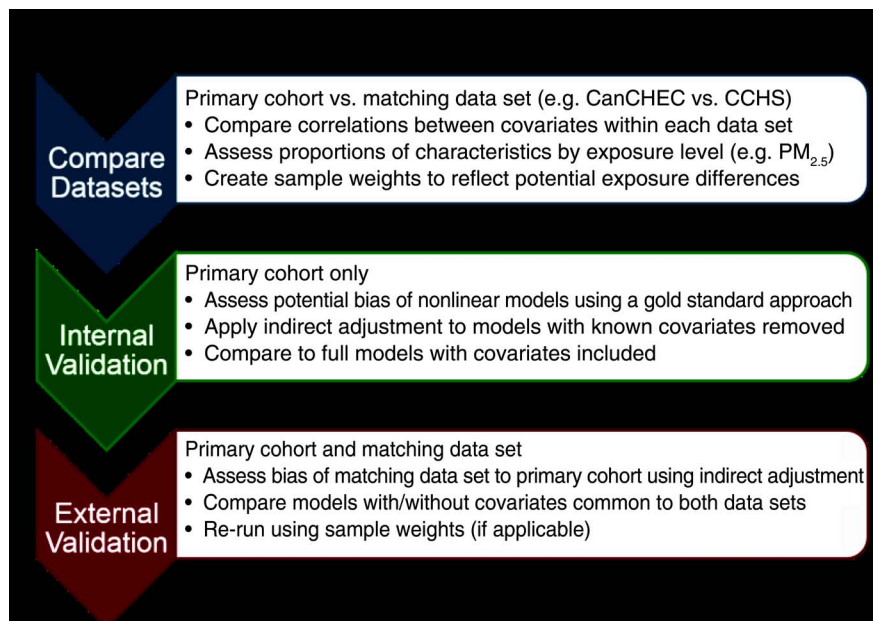 Compare
Datasets
Primary cohort vs. matching data set (e.g. CanCHEC vs. CCHS)
• Compare correlations between covariates within each data set
• Assess proportions of characteristics by exposure level (e.g. PM2.5)
• Create sample weights to reflect potential exposure differences
Internal
Validation
Primary cohort only
• Assess potential bias of nonlinear models using a gold standard approach
• Apply indirect adjustment to models with known covariates removed
• Compare to full models with covariates included
External
Validation
Primary cohort and matching data set
• Assess bias of matching data set to primary cohort using indirect adjustment
• Compare models with/without covariates common to both data sets
• Re-run using sample weights (if applicable)